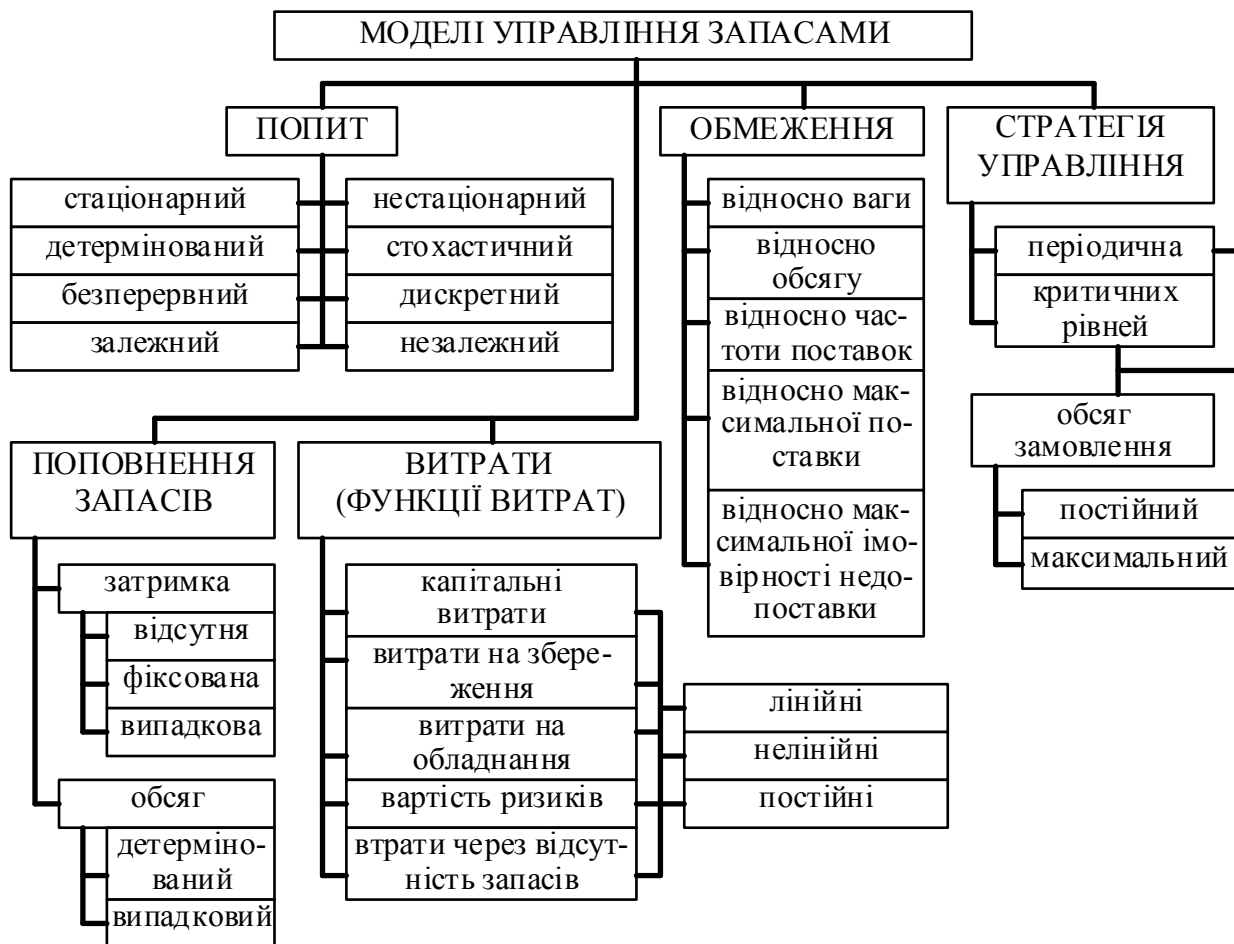 МОДЕЛІ УПРАВЛІННЯ ЗАПАСАМИ
ПОПИТ
стаціонарний
нестаціонарний
детермінований
стохастичний
безперервний
дискретний
залежний
незалежний
ОБМЕЖЕННЯ
відносно ваги
відносно
обсягу
відносно час-
тоти поставок
відносно мак-
симальної по-
ставки
відносно мак-
симальної імо-
вірності недо-
поставки
СТРАТЕГІЯ
УПРАВЛІННЯ
періодична
критичних
рівней
обсяг
замовлення
постійний
максимальний
ПОПОВНЕННЯ
ЗАПАСІВ
затримка
відсутня
фіксована
випадкова
обсяг
детерміно-
ваний
випадковий
ВИТРАТИ
(ФУНКЦІЇ ВИТРАТ)
капітальні
витрати
витрати на збере-
ження
витрати на
обладнання
вартість ризиків
втрати через відсут-
ність запасів
лінійні
нелінійні
постійні